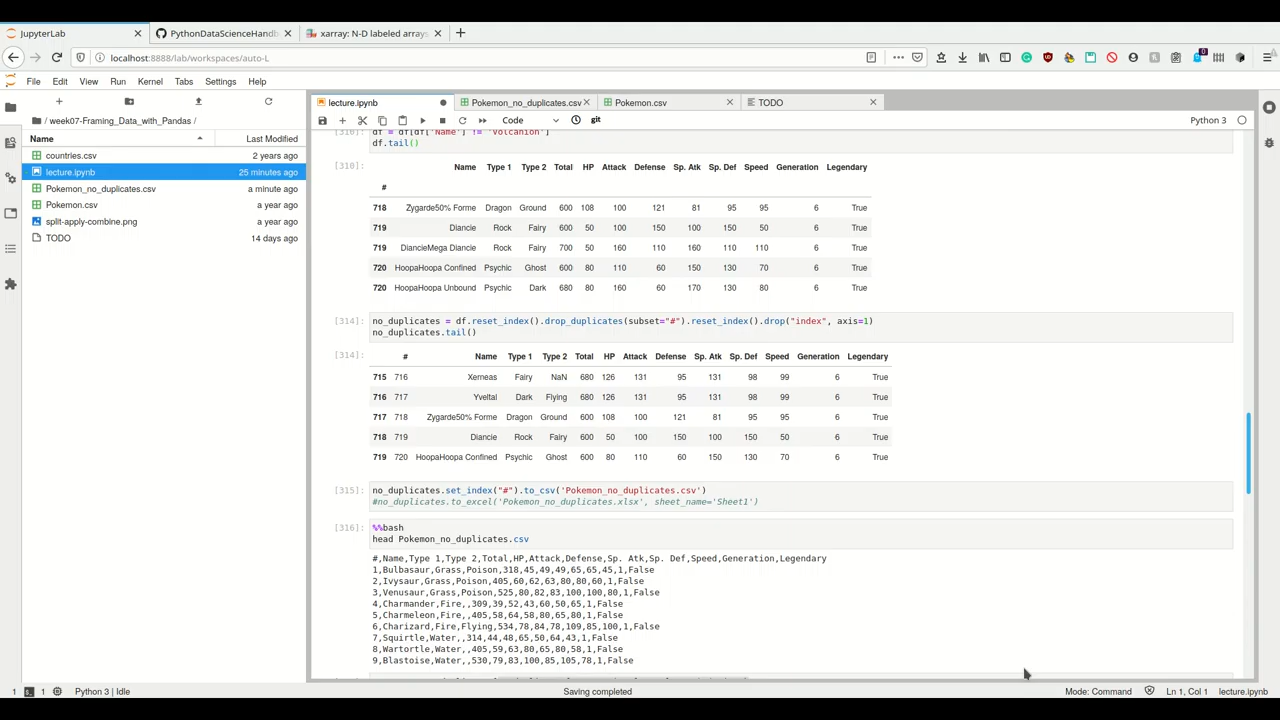 JupyterLab
PythonDataScienceHandb
xarray: N-D labeled arrays
localhost:8888/lab/workspaces/auto-L
0
File Edit View Run Kernel Tabs Settings Help
lecture.ipynb
Pokemon_no_duplicates.csv
Pokemon.csv
TODO
Code
git
Python 3
/ week07-Framing_Data_with_Pandas /
Name Last Modified
countries.csv 2 years ago
lecture.ipynb 25 minutes ago
Pokemon_no_duplicates.csv a minute ago
Pokemon.csv a year ago
split-apply-combine.png a year ago
TODO 14 days ago
df = df[df['Name'] != 'Volcanion']
df.tail()
[310]: Name Type 1 Type 2 Total HP Attack Defense Sp. Atk Sp. Def Speed Generation Legendary
#
718 Zygarde50% Forme Dragon Ground 600 108 100 121 81 95 95 6 True
719 Diancie Rock Fairy 600 50 100 150 100 150 50 6 True
719 DiancieMega Diancie Rock Fairy 700 50 160 110 160 110 110 6 True
720 HoopaHoopa Confined Psychic Ghost 600 80 110 60 150 130 70 6 True
720 HoopaHoopa Unbound Psychic Dark 680 80 160 60 170 130 80 6 True
[314]: no_duplicates = df.reset_index().drop_duplicates(subset="#").reset_index().drop("index", axis=1)
no_duplicates.tail()
[314]: # Name Type 1 Type 2 Total HP Attack Defense Sp. Atk Sp. Def Speed Generation Legendary
715 716 Xerneas Fairy NaN 680 126 131 95 131 98 99 6 True
716 717 Yveltal Dark Flying 680 126 131 95 131 98 99 6 True
717 718 Zygarde50% Forme Dragon Ground 600 108 100 121 81 95 95 6 True
718 719 Diancie Rock Fairy 600 50 100 150 100 150 50 6 True
719 720 HoopaHoopa Confined Psychic Ghost 600 80 110 60 150 130 70 6 True
[315]: no_duplicates.set_index("#").to_csv('Pokemon_no_duplicates.csv')
#no_duplicates.to_excel('Pokemon_no_duplicates.xlsx', sheet_name='Sheet1')
[316]: %%bash
head Pokemon_no_duplicates.csv
#,Name,Type 1,Type 2,Total,HP,Attack,Defense,Sp. Atk,Sp. Def,Speed,Generation,Legendary
1,Bulbasaur,Grass,Poison,318,45,49,49,65,65,45,1,False
2,Ivysaur,Grass,Poison,405,60,62,63,80,80,60,1,False
3,Venusaur,Grass,Poison,525,80,82,83,100,100,80,1,False
4,Charmander,Fire,,309,39,52,43,60,50,65,1,False
5,Charmeleon,Fire,,405,58,64,58,80,65,80,1,False
6,Charizard,Fire,Flying,534,78,84,78,109,85,100,1,False
7,Squirtle,Water,,314,44,48,65,50,64,43,1,False
8,Wartortle,Water,,405,59,63,80,65,80,58,1,False
9,Blastoise,Water,,530,79,83,100,85,105,78,1,False
1 1 Python 3 | Idle Saving completed Mode: Command Ln 1, Col 1 lecture.ipynb